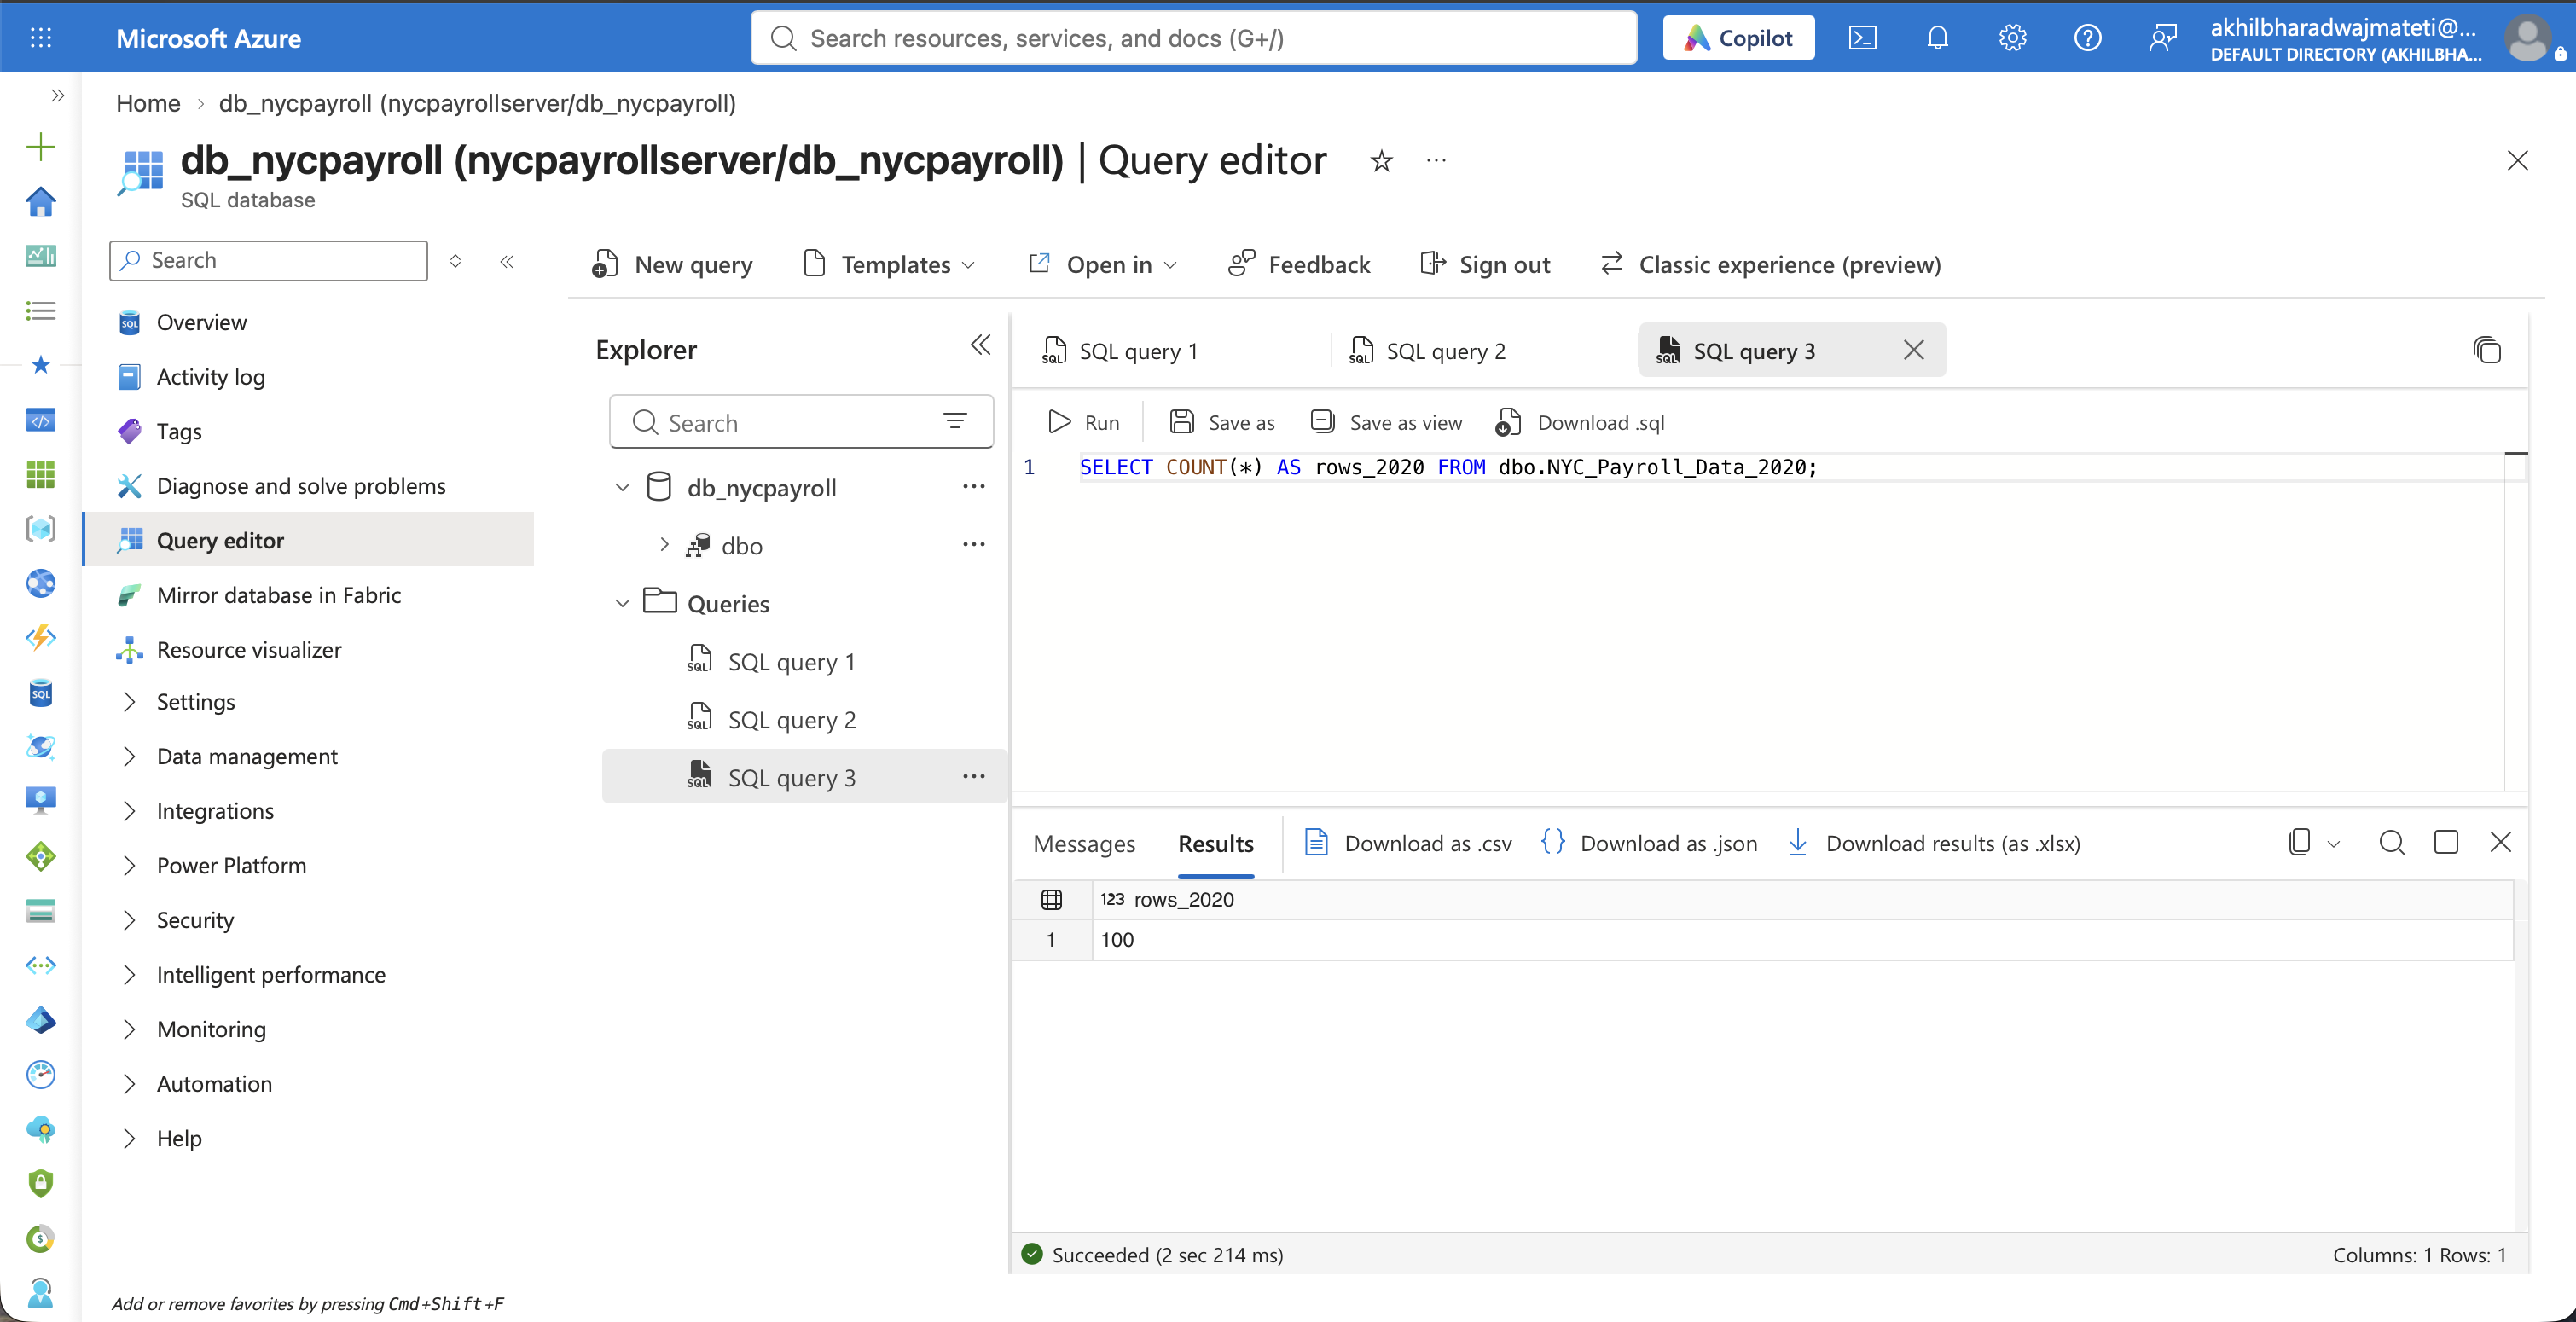 Microsoft Azure
Search resources, services, and docs (G+/)
Copilot
akhilbharadwajmateti@...
DEFAULT DIRECTORY (AKHILBHA...
Home > db_nycpayroll (nycpayrollserver/db_nycpayroll)
db_nycpayroll (nycpayrollserver/db_nycpayroll) | Query editor
SQL database
Search
Overview
Activity log
Tags
Diagnose and solve problems
Query editor
Mirror database in Fabric
Resource visualizer
Settings
Data management
Integrations
Power Platform
Security
Intelligent performance
Monitoring
Automation
Help
Add or remove favorites by pressing Cmd+Shift+F
New query
Templates
Open in
Feedback
Sign out
Classic experience (preview)
Explorer
Search
db_nycpayroll
dbo
Queries
SQL query 1
SQL query 2
SQL query 3
SQL query 1
SQL query 2
SQL query 3
Run
Save as
Save as view
Download .sql
1 SELECT COUNT(*) AS rows_2020 FROM dbo.NYC_Payroll_Data_2020;
Messages
Results
Download as .csv
Download as .json
Download results (as .xlsx)
123 rows_2020
1 100
Succeeded (2 sec 214 ms)
Columns: 1 Rows: 1